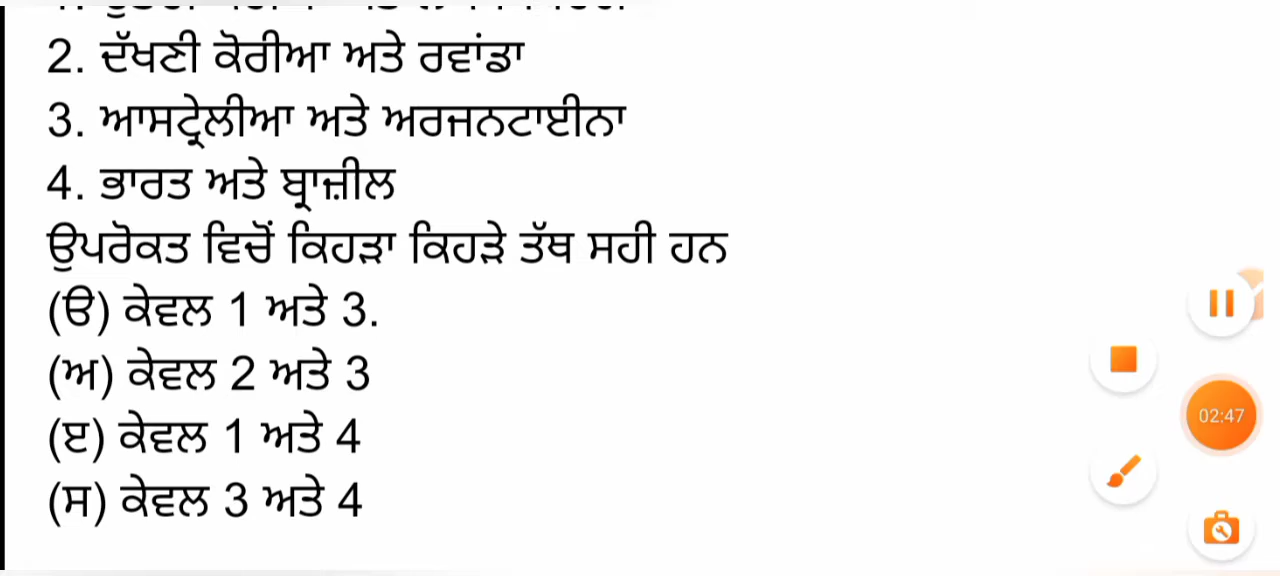 2. ਦੱਖਣੀ ਕੋਰੀਆ ਅਤੇ ਰਵਾਂਡਾ
3. ਆਸਟ੍ਰੇਲੀਆ ਅਤੇ ਅਰਜਨਟਾਈਨਾ
4. ਭਾਰਤ ਅਤੇ ਬ੍ਰਾਜ਼ੀਲ
ਉਪਰੋਕਤ ਵਿਚੋਂ ਕਿਹੜਾ ਕਿਹੜੇ ਤੱਥ ਸਹੀ ਹਨ
(ੳ) ਕੇਵਲ 1 ਅਤੇ 3.
(ਅ) ਕੇਵਲ 2 ਅਤੇ 3
(ੲ) ਕੇਵਲ 1 ਅਤੇ 4
(ਸ) ਕੇਵਲ 3 ਅਤੇ 4
02:47